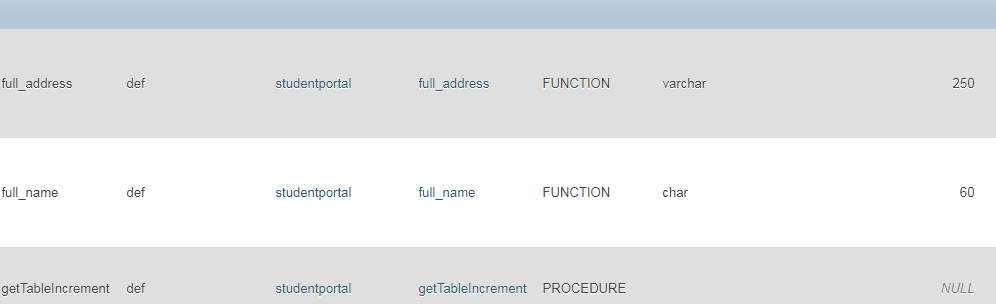 full_address def studentportal full_address FUNCTION varchar 250
full_name def studentportal full_name FUNCTION char 60
getTableIncrement def studentportal getTableIncrement PROCEDURE NULL